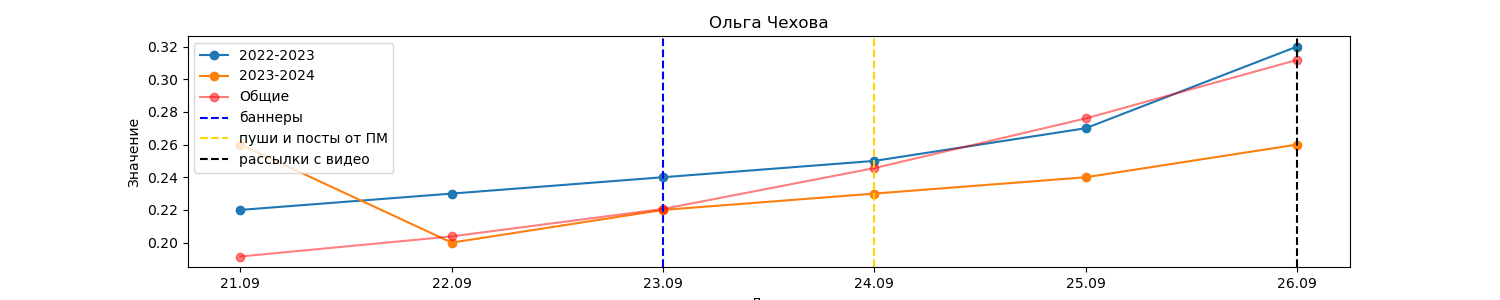 Ольга Чехова
Значение
0.32
0.30
0.28
0.26
0.24
0.22
0.20
2022-2023
2023-2024
Общие
баннеры
пуши и посты от ПМ
рассылки с видео
21.09
22.09
23.09
24.09
25.09
26.09